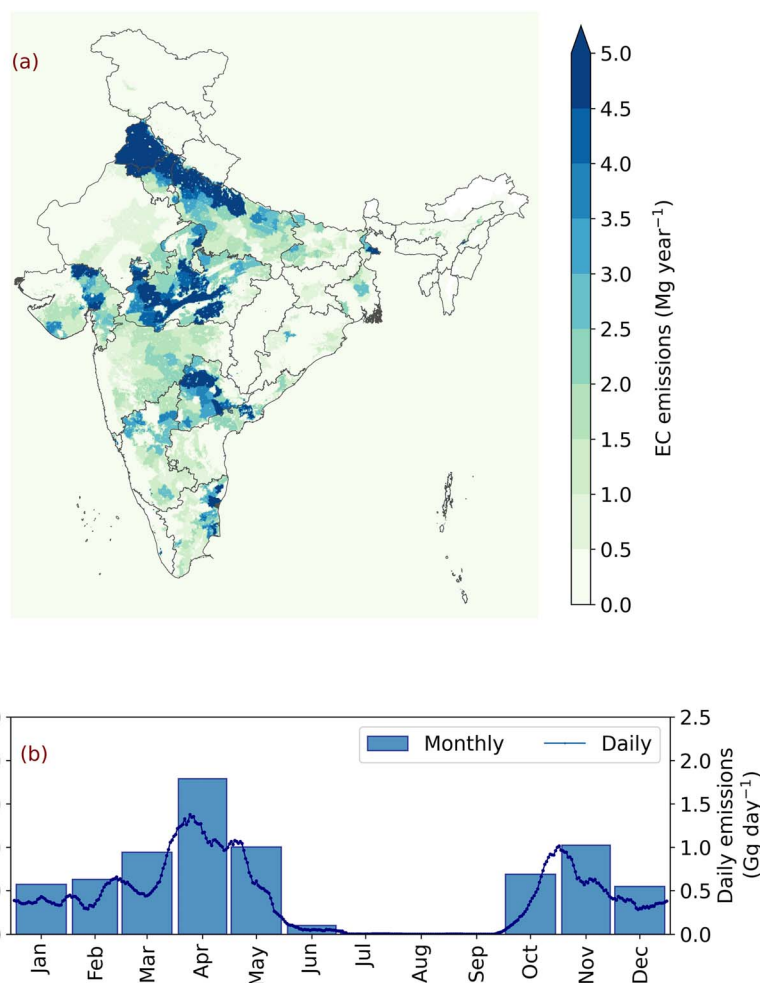 (a)
5.0
4.5
4.0
3.5
3.0
2.5
2.0
1.5
1.0
0.5
0.0
EC emissions (Mg year⁻¹)
(b)
Monthly
Daily
2.5
2.0
1.5
1.0
0.5
0.0
Daily emissions
(Gg day⁻¹)
Jan
Feb
Mar
Apr
May
Jun
Jul
Aug
Sep
Oct
Nov
Dec